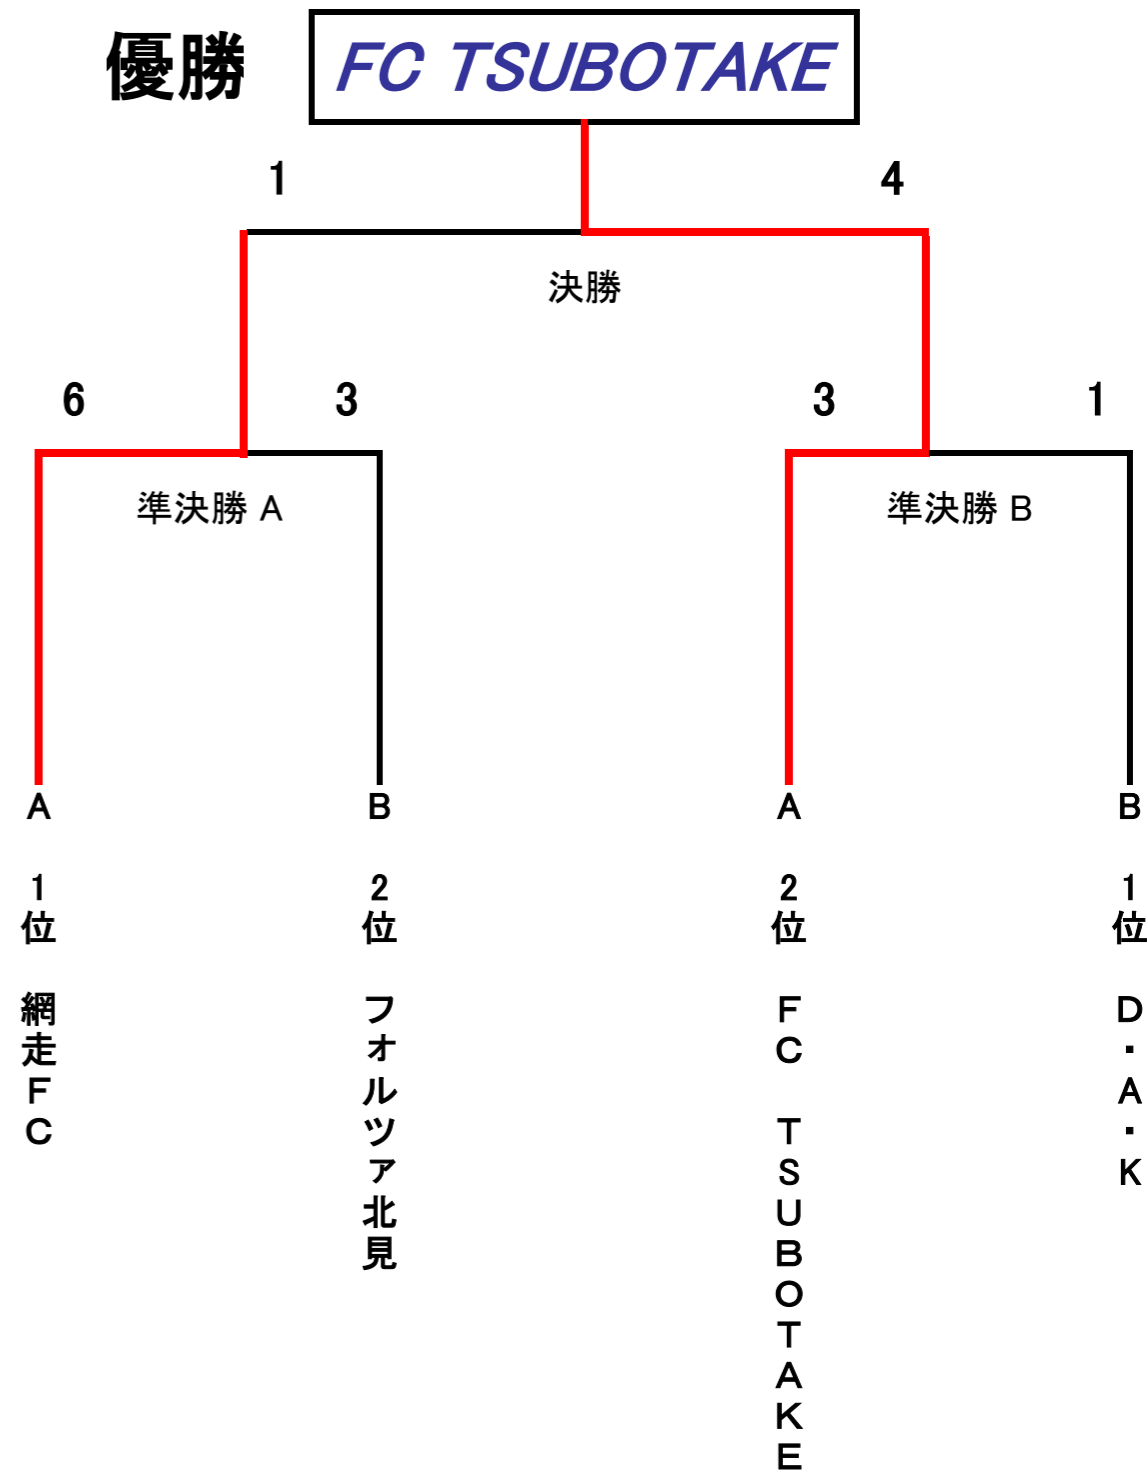 優勝
FC TSUBOTAKE
1
4
決勝
6
3
3
1
準決勝 A
準決勝 B
A 1位 網走FC
B 2位 フォルツァ北見
A 2位 FC TSUBOTAKE
B 1位 D・A・K